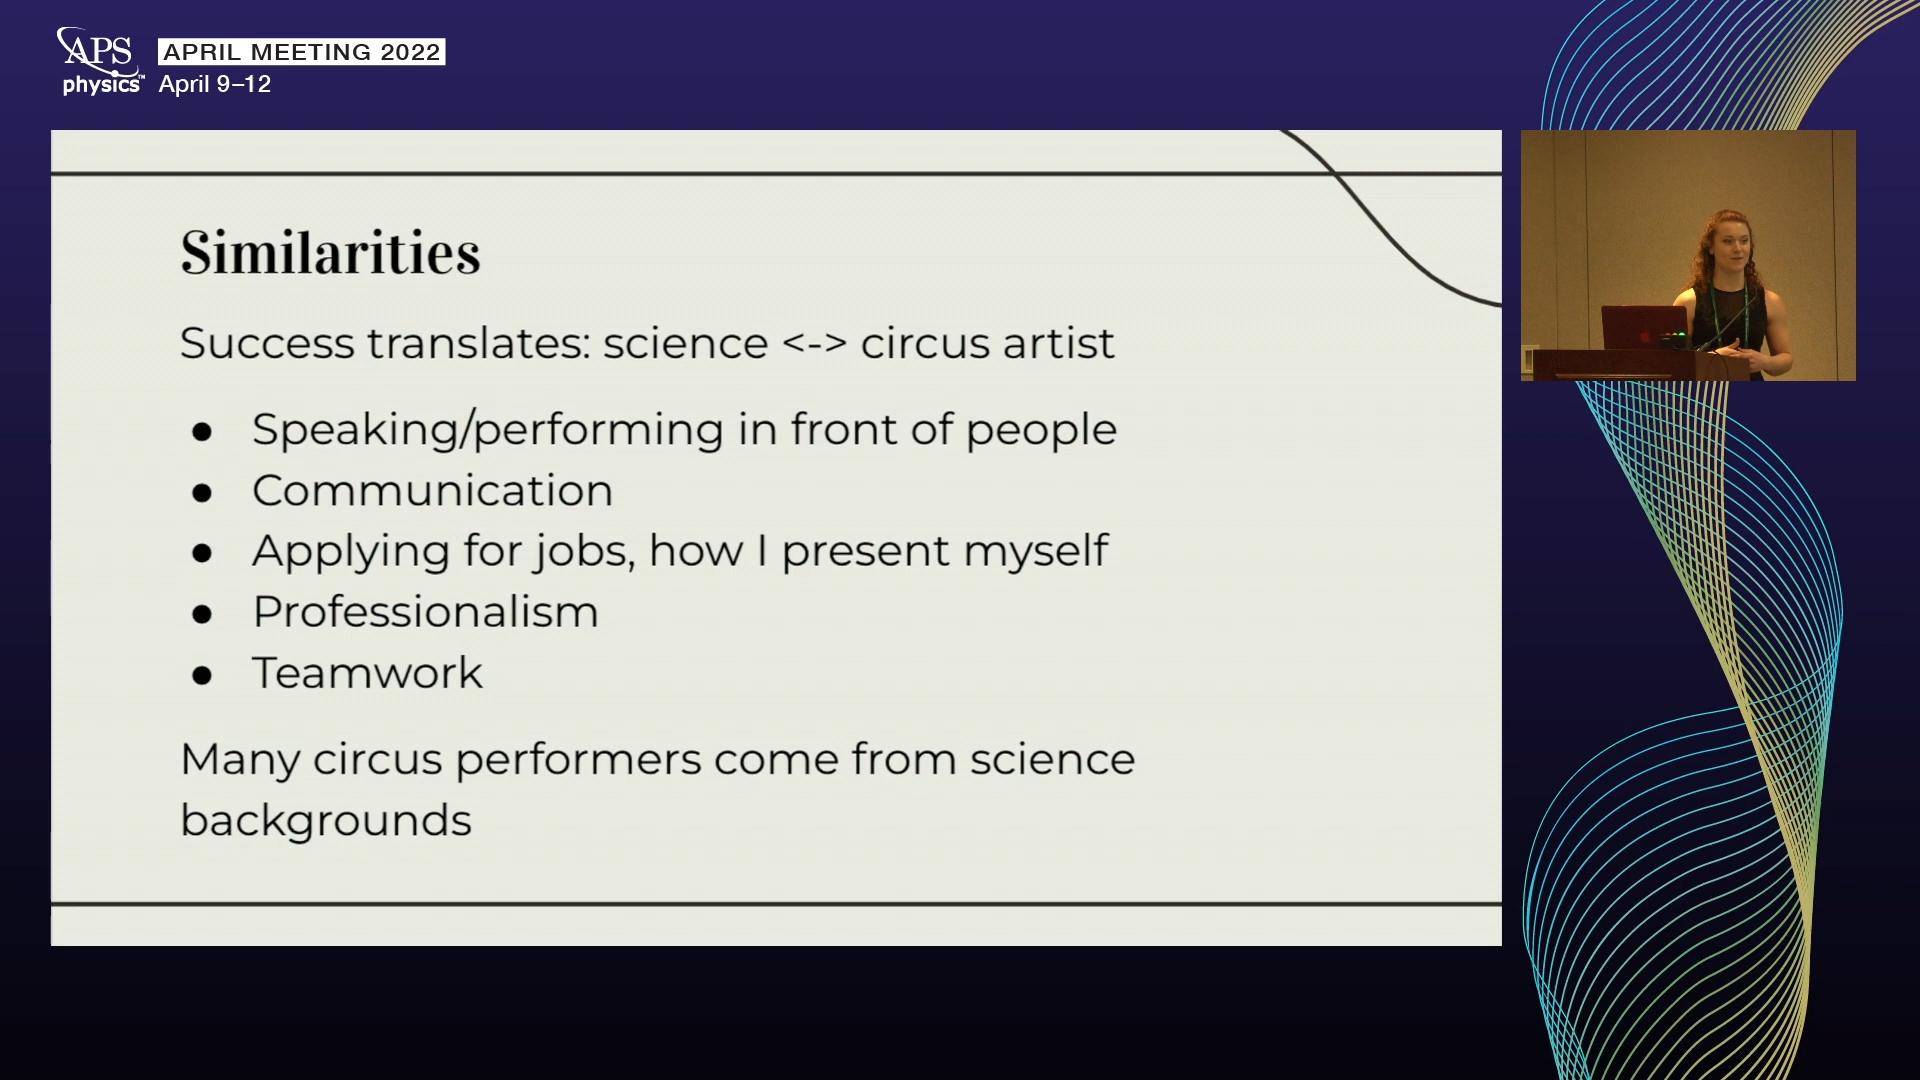 APS
physics™
APRIL MEETING 2022
April 9–12
Similarities
Success translates: science <-> circus artist
● Speaking/performing in front of people
● Communication
● Applying for jobs, how I present myself
● Professionalism
● Teamwork
Many circus performers come from science
backgrounds